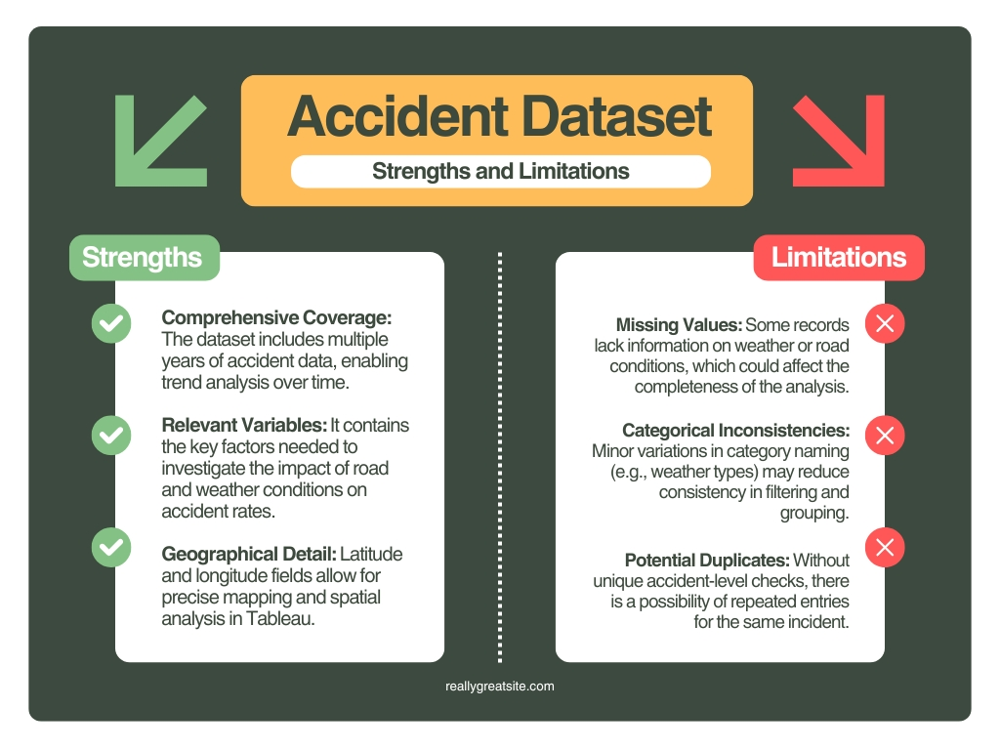 Accident Dataset
Strengths and Limitations
Strengths
Comprehensive Coverage:
The dataset includes multiple
years of accident data, enabling
trend analysis over time.
Relevant Variables: It contains
the key factors needed to
investigate the impact of road
and weather conditions on
accident rates.
Geographical Detail: Latitude
and longitude fields allow for
precise mapping and spatial
analysis in Tableau.
Limitations
Missing Values: Some records
lack information on weather or road
conditions, which could affect the
completeness of the analysis.
Categorical Inconsistencies:
Minor variations in category naming
(e.g., weather types) may reduce
consistency in filtering and
grouping.
Potential Duplicates: Without
unique accident-level checks, there
is a possibility of repeated entries
for the same incident.
reallygreatsite.com